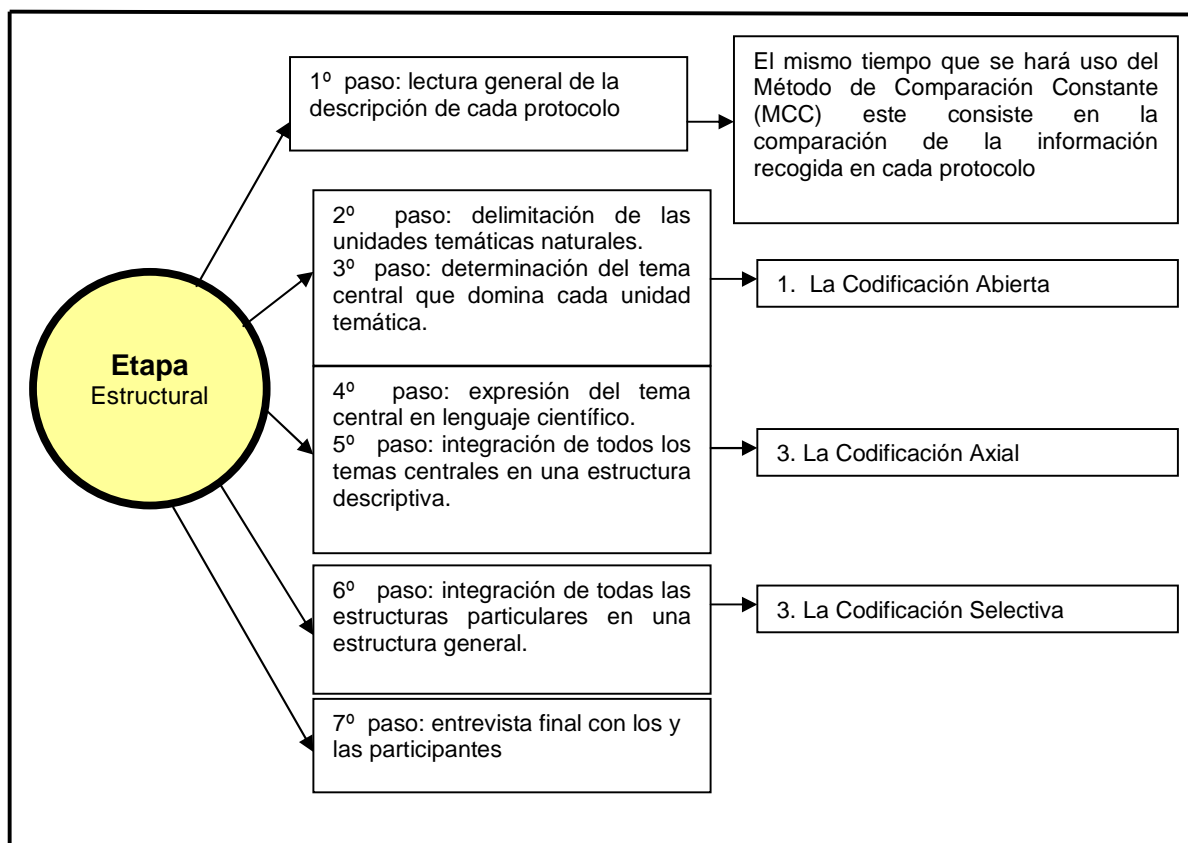 1º paso: lectura general de la
descripción de cada protocolo
El mismo tiempo que se hará uso del
Método de Comparación Constante
(MCC) este consiste en la
comparación de la información
recogida en cada protocolo
2º paso: delimitación de las
unidades temáticas naturales.
3º paso: determinación del tema
central que domina cada unidad
temática.
1. La Codificación Abierta
Etapa
Estructural
4º paso: expresión del tema
central en lenguaje científico.
5º paso: integración de todos los
temas centrales en una estructura
descriptiva.
3. La Codificación Axial
6º paso: integración de todas las
estructuras particulares en una
estructura general.
3. La Codificación Selectiva
7º paso: entrevista final con los y
las participantes